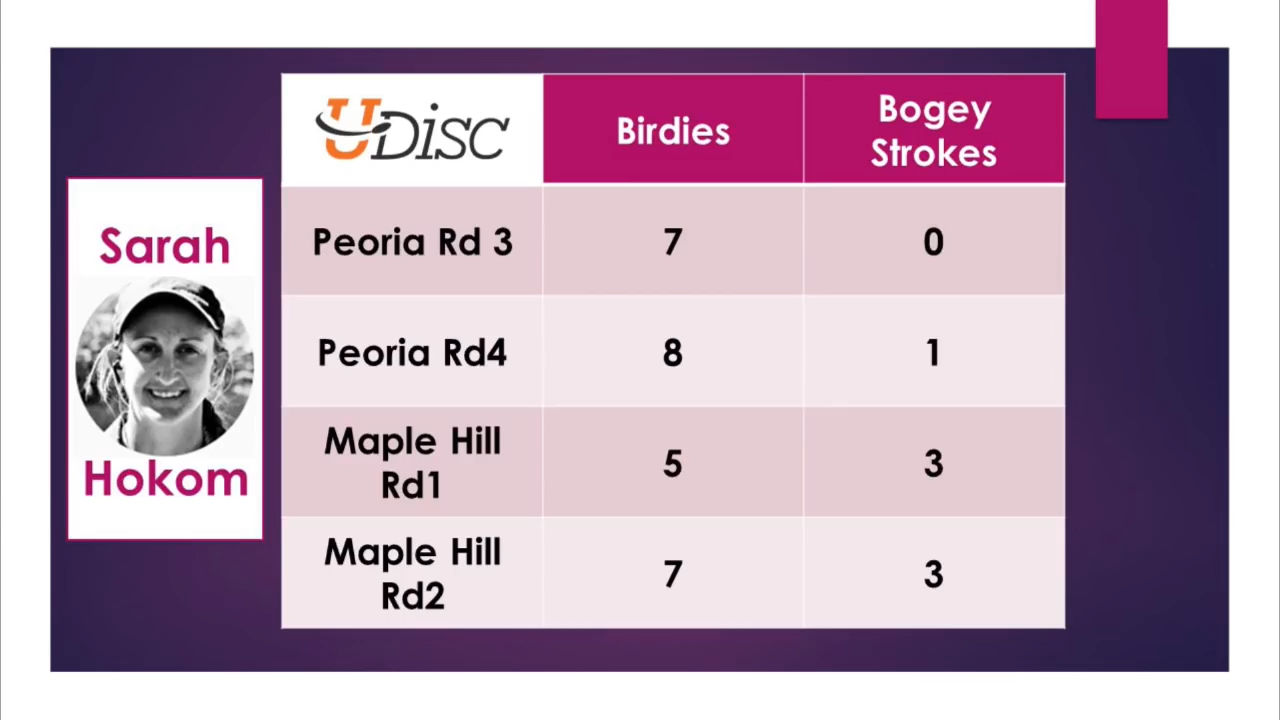 Sarah
Hokom
UDisc
Birdies
Bogey
Strokes
Peoria Rd 3
7
0
Peoria Rd4
8
1
Maple Hill
Rd1
5
3
Maple Hill
Rd2
7
3